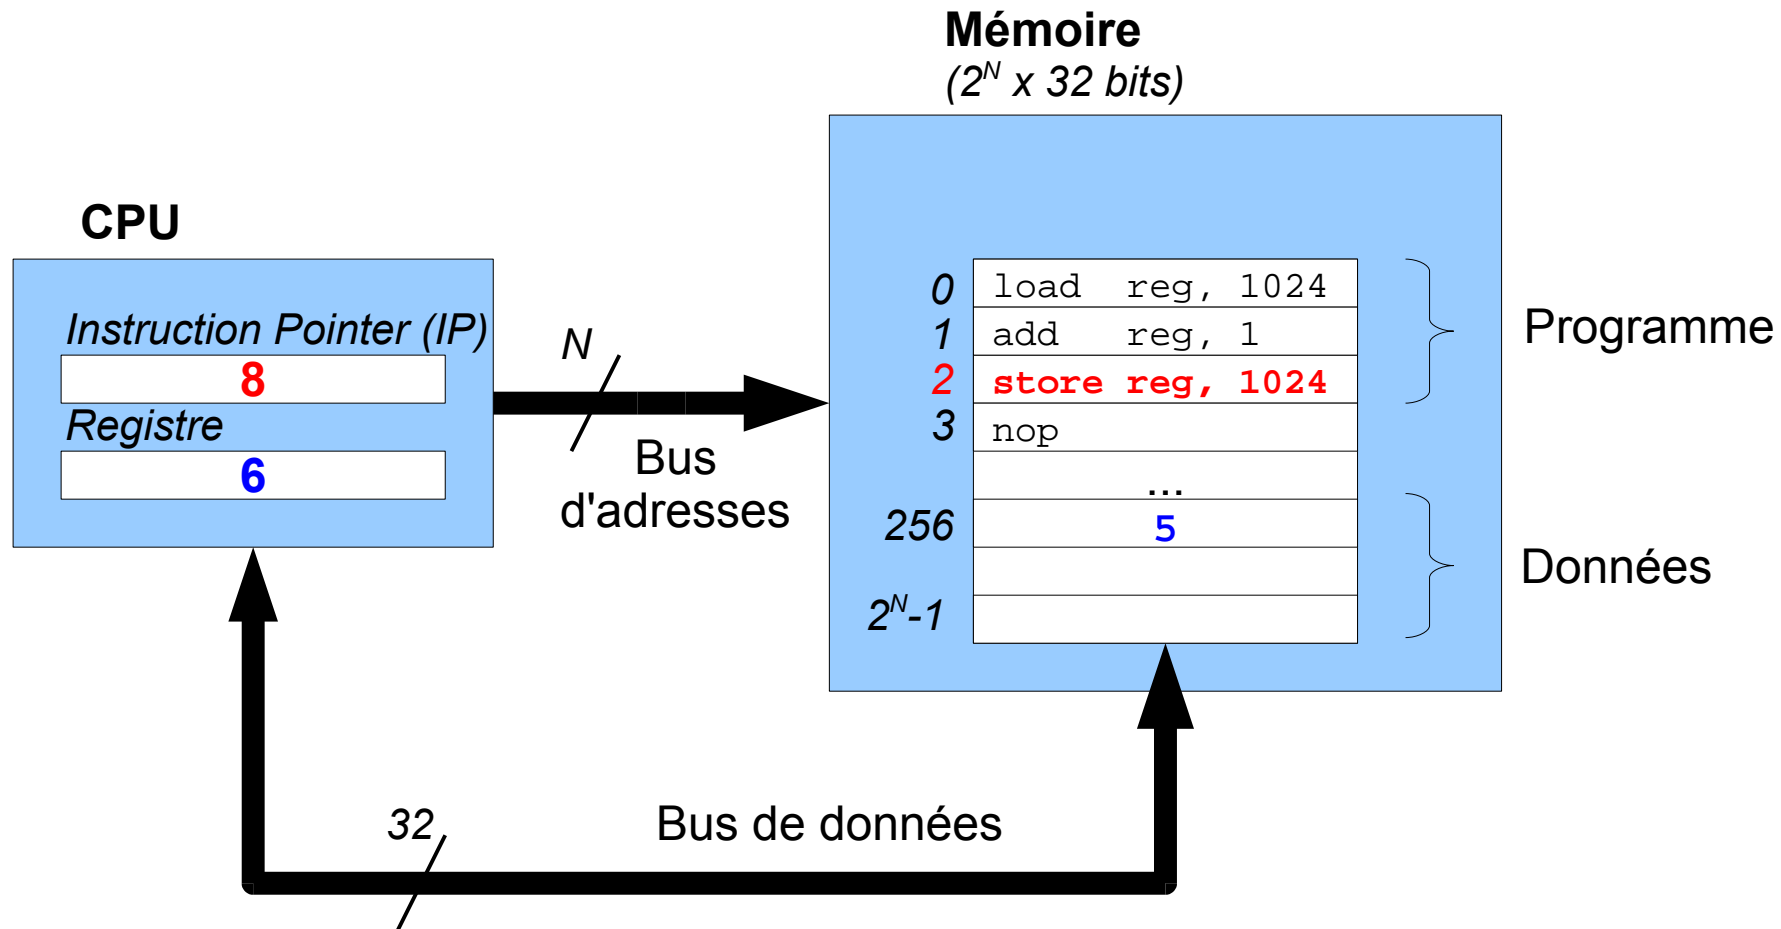 Mémoire
(2^N x 32 bits)
CPU
Instruction Pointer (IP)
8
Registre
6
N
Bus
d'adresses
0 load reg, 1024
1 add reg, 1
2 store reg, 1024
3 nop
...
256 5
2^N-1
Programme
Données
32
Bus de données